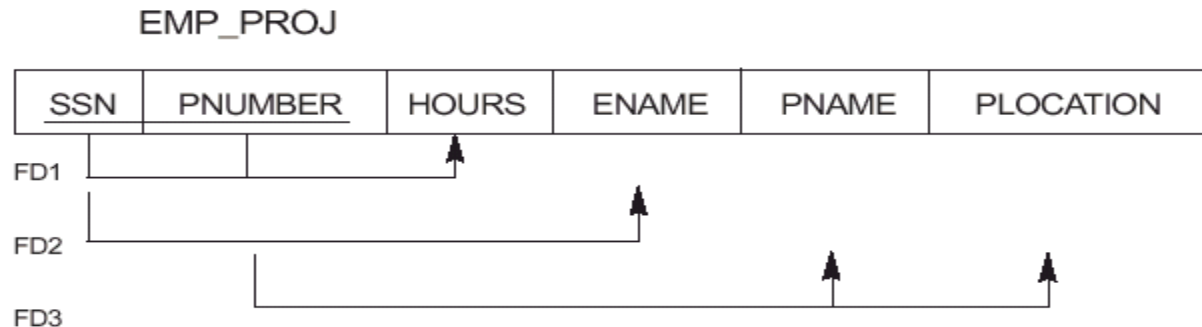 EMP_PROJ
SSN PNUMBER HOURS ENAME PNAME PLOCATION
FD1
FD2
FD3